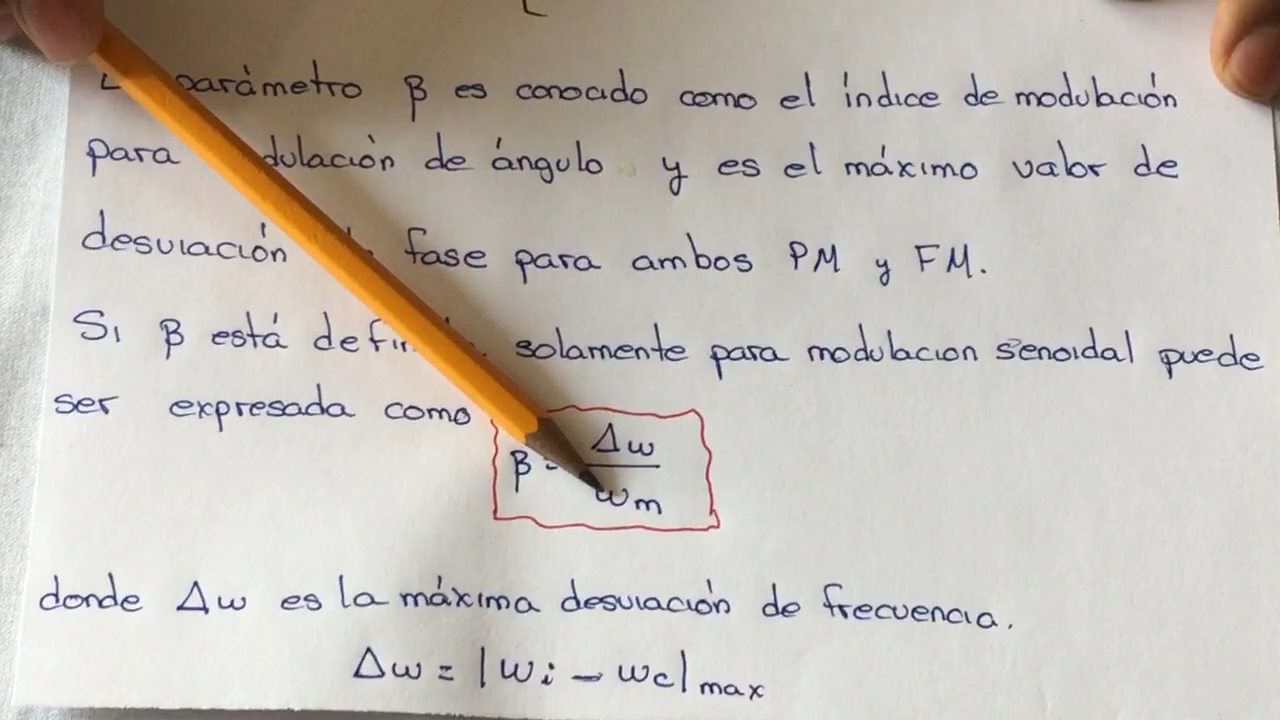 parámetro β es conocido como el índice de modulación
para dulación de ángulo y es el máximo valor de
desviación fase para ambos PM y FM.
Si β está solamente para modulacion senoidal puede
ser expresada como
β = Δω / ωm
donde Δω es la máxima desviación de frecuencia.
Δω = |ωi - ωc| max